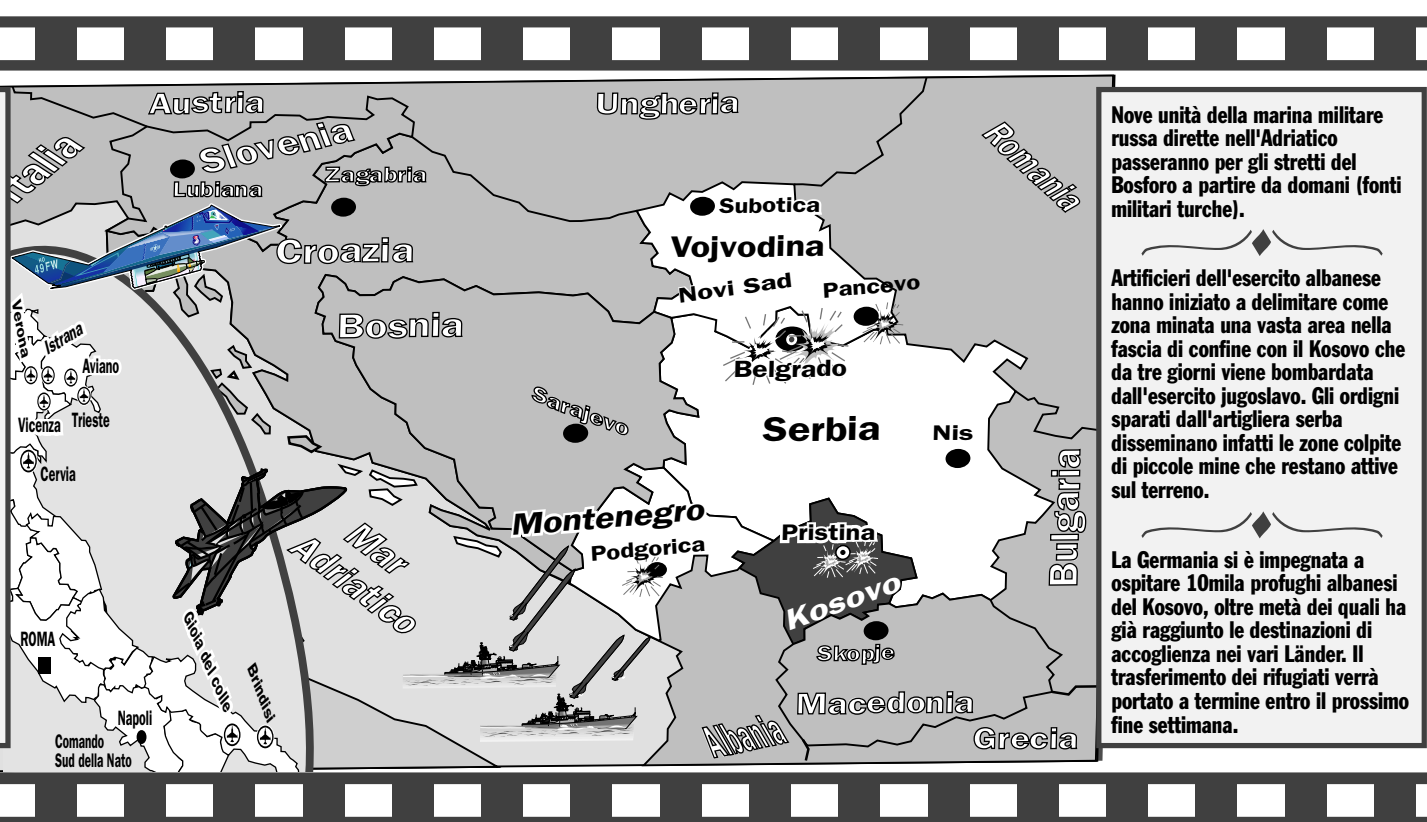 Austria
Ungheria
Italia
Slovenia
Romania
Lubiana
Zagabria
Subotica
Croazia
Vojvodina
49FW
Novi Sad
Pancevo
Bosnia
Verona
Istrana
Aviano
Vicenza
Trieste
Belgrado
Sarajevo
Serbia
Nis
Cervia
Bulgaria
Montenegro
Podgorica
Pristina
Mar
Adriatico
Kosovo
ROMA
Gioia del colle
Brindisi
Skopje
Macedonia
Napoli
Comando
Sud della Nato
Albania
Grecia
Nove unità della marina militare
russa dirette nell'Adriatico
passeranno per gli stretti del
Bosforo a partire da domani (fonti
militari turche).
Artificieri dell'esercito albanese
hanno iniziato a delimitare come
zona minata una vasta area nella
fascia di confine con il Kosovo che
da tre giorni viene bombardata
dall'esercito jugoslavo. Gli ordigni
sparati dall'artigliera serba
disseminano infatti le zone colpite
di piccole mine che restano attive
sul terreno.
La Germania si è impegnata a
ospitare 10mila profughi albanesi
del Kosovo, oltre metà dei quali ha
già raggiunto le destinazioni di
accoglienza nei vari Länder. Il
trasferimento dei rifugiati verrà
portato a termine entro il prossimo
fine settimana.